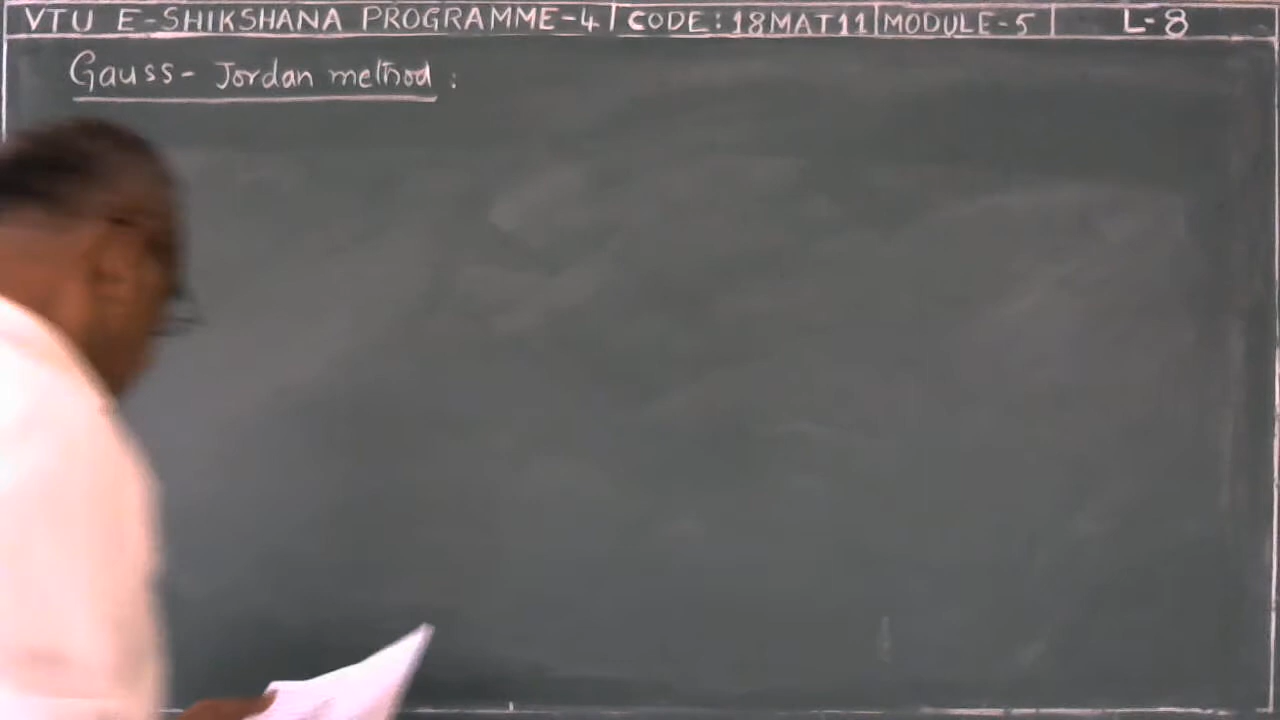 VTU E-SHIKSHANA PROGRAMME-4 CODE: 18MAT11 MODULE-5 L-8
Gauss- Jordan method :